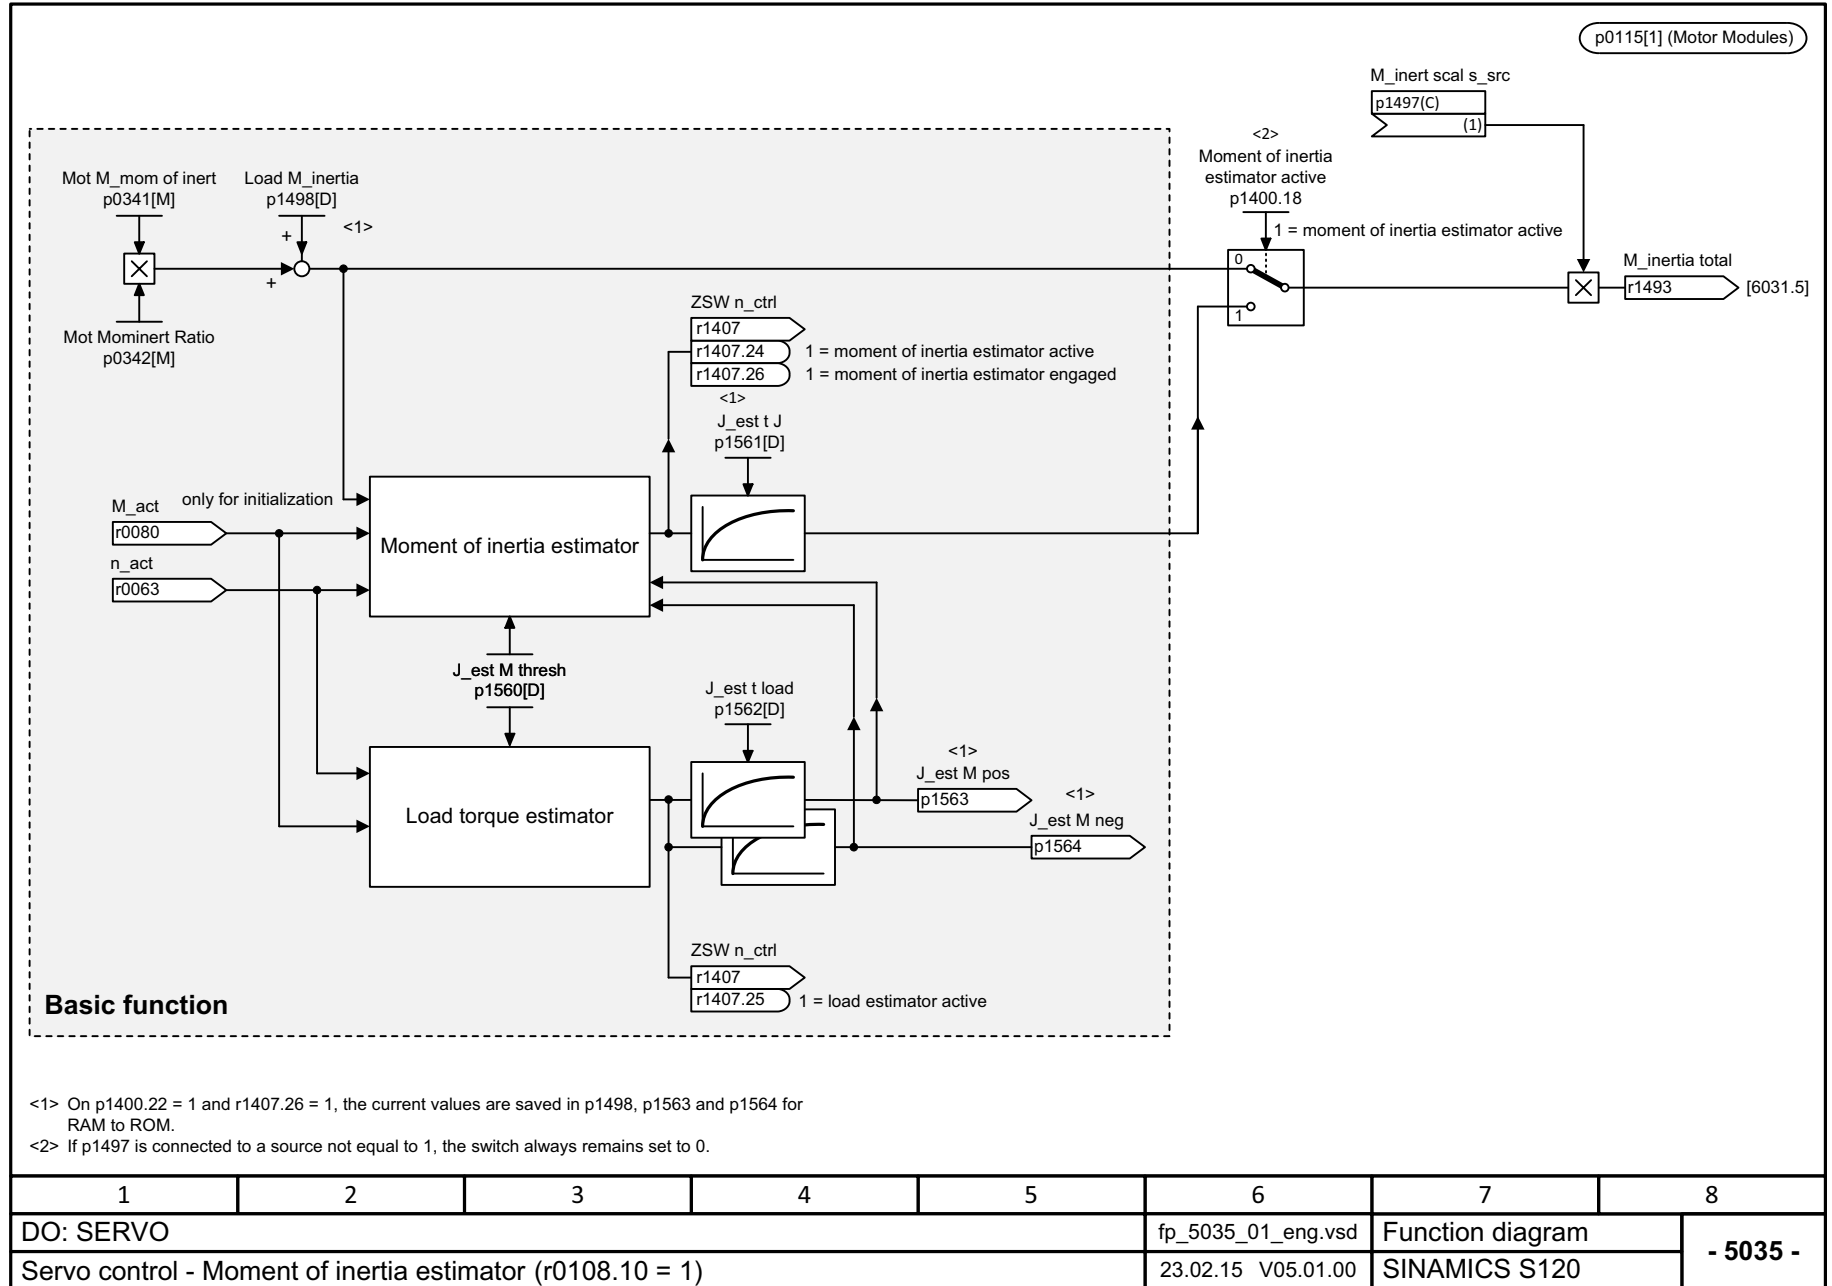 p0115[1] (Motor Modules)
M_inert scal s_src
p1497(C)
(1)
<2>
Moment of inertia
estimator active
p1400.18
1 = moment of inertia estimator active
0
1
M_inertia total
r1493
[6031.5]
Mot M_mom of inert
p0341[M]
Load M_inertia
p1498[D]
<1>
+
+
Mot Mominert Ratio
p0342[M]
ZSW n_ctrl
r1407
r1407.24
1 = moment of inertia estimator active
r1407.26
1 = moment of inertia estimator engaged
<1>
J_est t J
p1561[D]
only for initialization
M_act
r0080
n_act
r0063
Moment of inertia estimator
J_est M thresh
p1560[D]
J_est t load
p1562[D]
Load torque estimator
<1>
J_est M pos
p1563
<1>
J_est M neg
p1564
ZSW n_ctrl
r1407
r1407.25
1 = load estimator active
Basic function
<1> On p1400.22 = 1 and r1407.26 = 1, the current values are saved in p1498, p1563 and p1564 for
RAM to ROM.
<2> If p1497 is connected to a source not equal to 1, the switch always remains set to 0.
1 2 3 4 5 6 7 8
DO: SERVO
fp_5035_01_eng.vsd
Function diagram
- 5035 -
Servo control - Moment of inertia estimator (r0108.10 = 1)
23.02.15 V05.01.00
SINAMICS S120